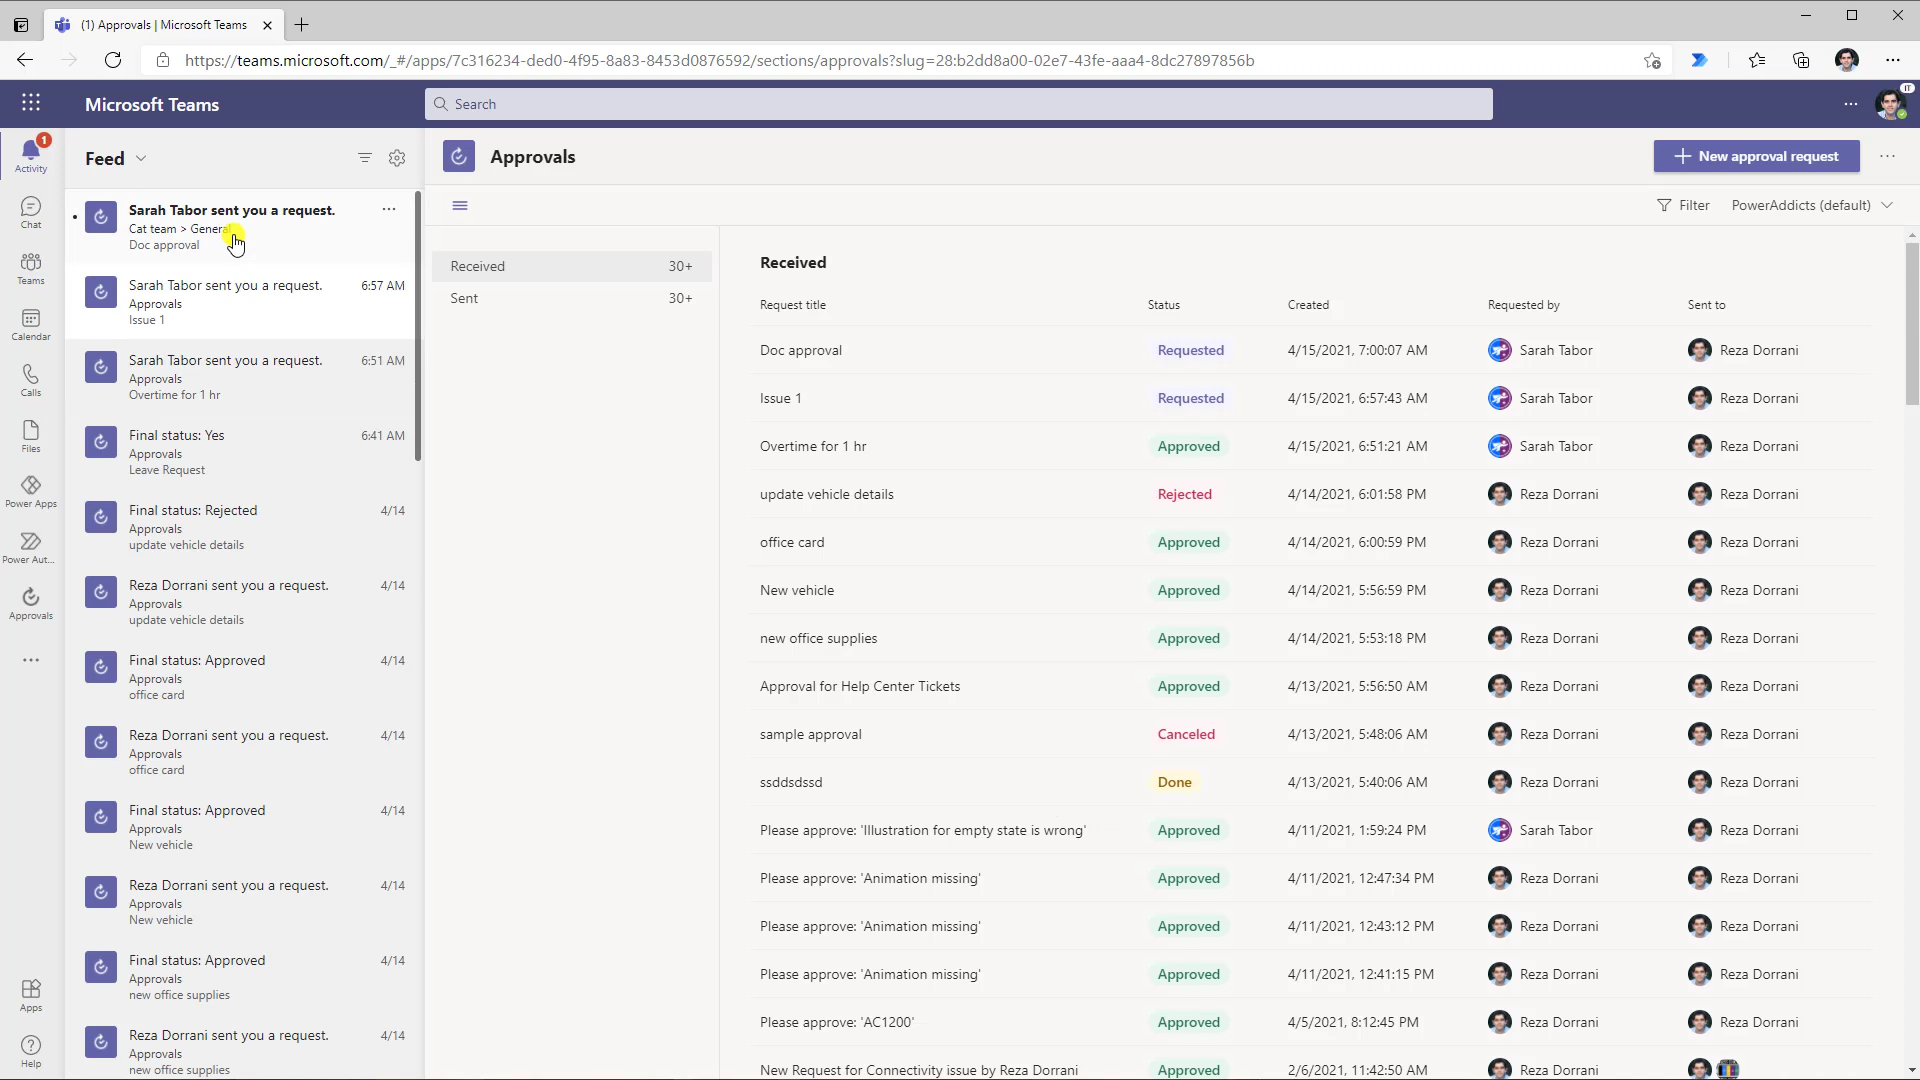 (1) Approvals | Microsoft Teams
https://teams.microsoft.com/_#/apps/7c316234-ded0-4f95-8a83-8453d0876592/sections/approvals?slug=28:b2dd8a00-02e7-43fe-aaa4-8dc27897856b
Microsoft Teams
Search
IT
1
Activity
Chat
Teams
Calendar
Calls
Files
Power Apps
Power Aut...
Approvals
Apps
Help
Feed
Sarah Tabor sent you a request.
Cat team > General
Doc approval
Sarah Tabor sent you a request. 6:57 AM
Approvals
Issue 1
Sarah Tabor sent you a request. 6:51 AM
Approvals
Overtime for 1 hr
Final status: Yes 6:41 AM
Approvals
Leave Request
Final status: Rejected 4/14
Approvals
update vehicle details
Reza Dorrani sent you a request. 4/14
Approvals
update vehicle details
Final status: Approved 4/14
Approvals
office card
Reza Dorrani sent you a request. 4/14
Approvals
office card
Final status: Approved 4/14
Approvals
New vehicle
Reza Dorrani sent you a request. 4/14
Approvals
New vehicle
Final status: Approved 4/14
Approvals
new office supplies
Reza Dorrani sent you a request. 4/14
Approvals
new office supplies
Approvals
New approval request
Filter PowerAddicts (default)
Received 30+
Sent 30+
Received
Request title Status Created Requested by Sent to
Doc approval Requested 4/15/2021, 7:00:07 AM Sarah Tabor Reza Dorrani
Issue 1 Requested 4/15/2021, 6:57:43 AM Sarah Tabor Reza Dorrani
Overtime for 1 hr Approved 4/15/2021, 6:51:21 AM Sarah Tabor Reza Dorrani
update vehicle details Rejected 4/14/2021, 6:01:58 PM Reza Dorrani Reza Dorrani
office card Approved 4/14/2021, 6:00:59 PM Reza Dorrani Reza Dorrani
New vehicle Approved 4/14/2021, 5:56:59 PM Reza Dorrani Reza Dorrani
new office supplies Approved 4/14/2021, 5:53:18 PM Reza Dorrani Reza Dorrani
Approval for Help Center Tickets Approved 4/13/2021, 5:56:50 AM Reza Dorrani Reza Dorrani
sample approval Canceled 4/13/2021, 5:48:06 AM Reza Dorrani Reza Dorrani
ssddsdssd Done 4/13/2021, 5:40:06 AM Reza Dorrani Reza Dorrani
Please approve: 'Illustration for empty state is wrong' Approved 4/11/2021, 1:59:24 PM Sarah Tabor Reza Dorrani
Please approve: 'Animation missing' Approved 4/11/2021, 12:47:34 PM Reza Dorrani Reza Dorrani
Please approve: 'Animation missing' Approved 4/11/2021, 12:43:12 PM Reza Dorrani Reza Dorrani
Please approve: 'Animation missing' Approved 4/11/2021, 12:41:15 PM Reza Dorrani Reza Dorrani
Please approve: 'AC1200' Approved 4/5/2021, 8:12:45 PM Reza Dorrani Reza Dorrani
New Request for Connectivity issue by Reza Dorrani Approved 2/6/2021, 11:42:50 AM Reza Dorrani